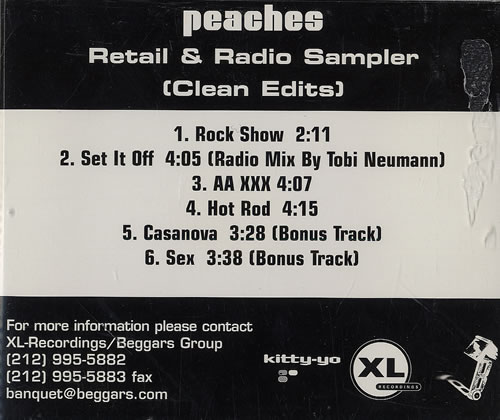 peaches
Retail & Radio Sampler
(Clean Edits)
1. Rock Show 2:11
2. Set It Off 4:05 (Radio Mix By Tobi Neumann)
3. AA XXX 4:07
4. Hot Rod 4:15
5. Casanova 3:28 (Bonus Track)
6. Sex 3:38 (Bonus Track)
For more information please contact
XL-Recordings/Beggars Group
(212) 995-5882
(212) 995-5883 fax
banquet@beggars.com
kitty-yo
XL
RECORDINGS